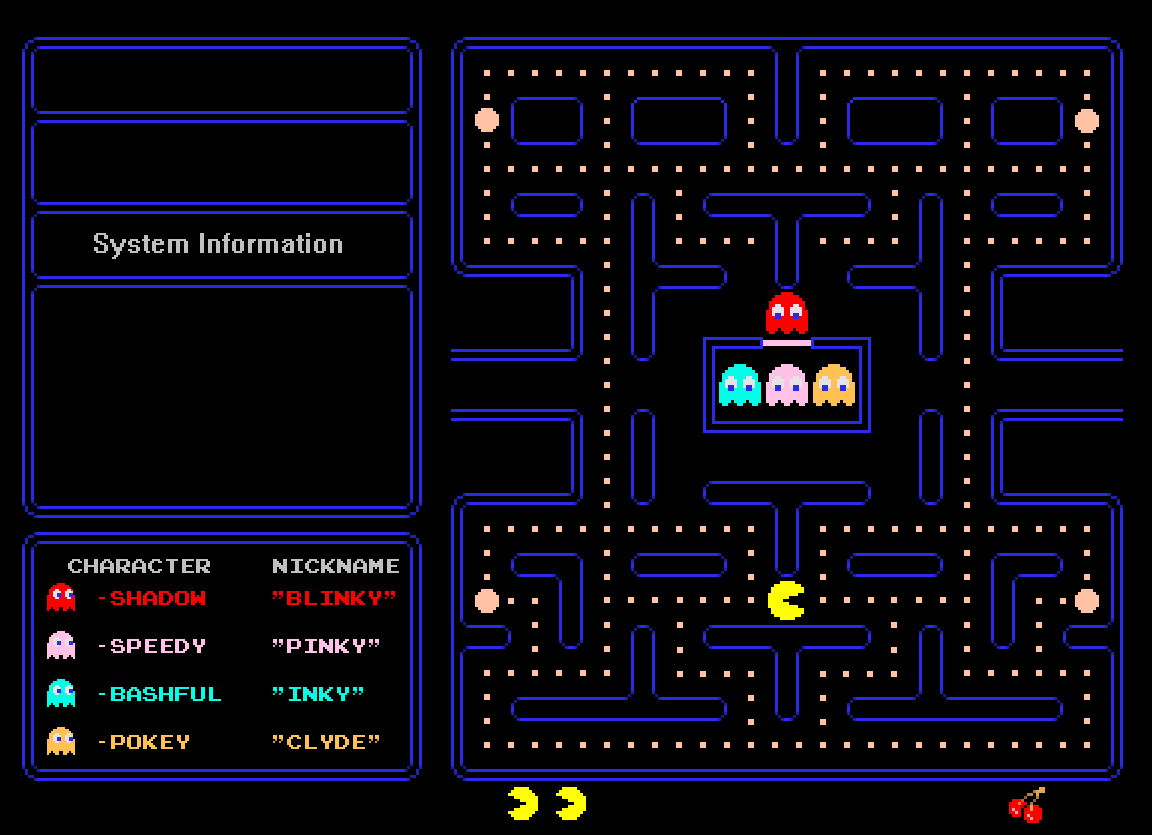 System Information
CHARACTER NICKNAME
-SHADOW "BLINKY"
-SPEEDY "PINKY"
-BASHFUL "INKY"
-POKEY "CLYDE"